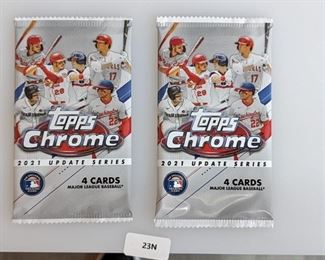 TOPPS
Chrome
2021 UPDATE SERIES
4 CARDS
MAJOR LEAGUE BASEBALL®
TOPPS
Chrome
2021 UPDATE SERIES
4 CARDS
MAJOR LEAGUE BASEBALL®
23N